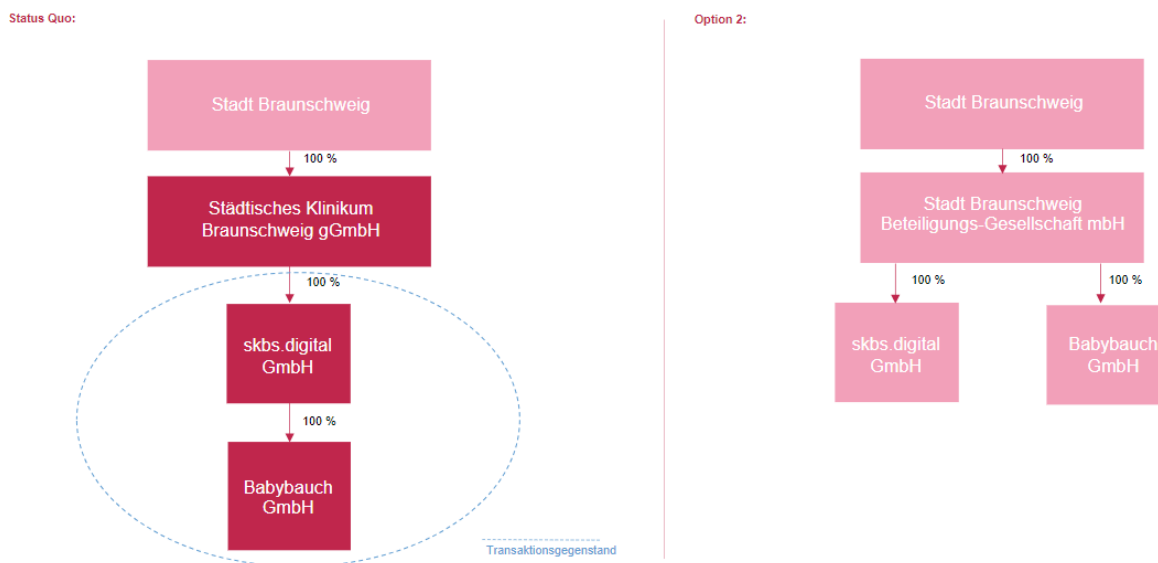 Status Quo:
Stadt Braunschweig
100 %
Städtisches Klinikum
Braunschweig gGmbH
100 %
skbs.digital
GmbH
100 %
Babybauch
GmbH
Transaktionsgegenstand
Option 2:
Stadt Braunschweig
100 %
Stadt Braunschweig
Beteiligungs-Gesellschaft mbH
100 %
100 %
skbs.digital
GmbH
Babybauch
GmbH